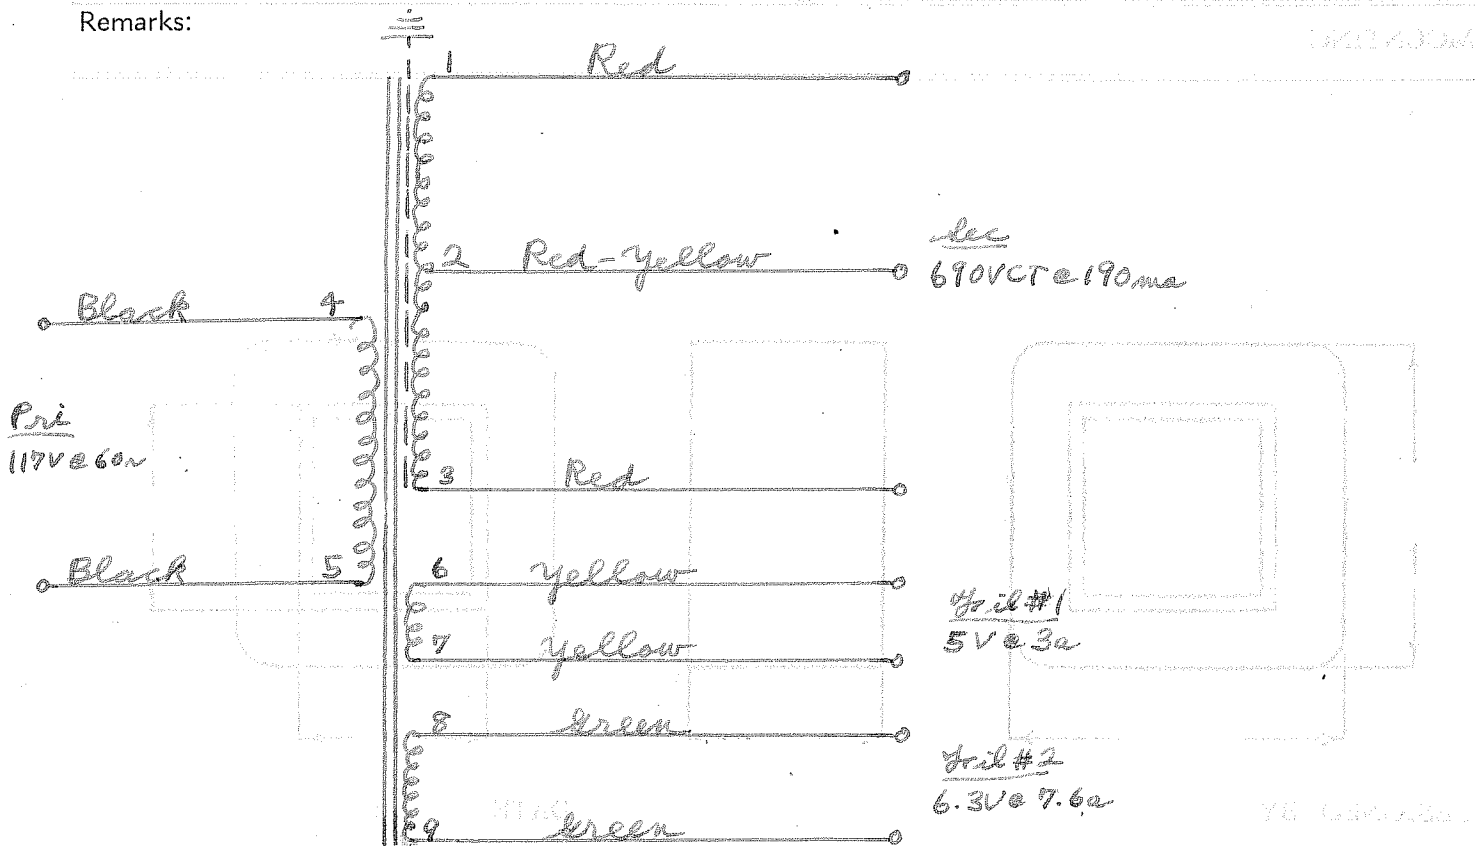 Remarks:
1 Red
2 Red-Yellow
Sec
690VCT @ 190ma
Black 4
Pri
117V @ 60~
3 Red
Black 5
6 Yellow
Fil #1
5V @ 3a
7 Yellow
8 Green
Fil #2
6.3V @ 7.6a
9 Green